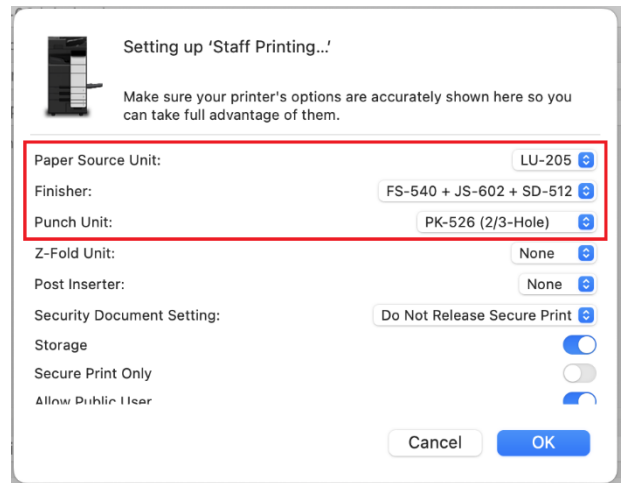 Setting up ‘Staff Printing...’
Make sure your printer's options are accurately shown here so you
can take full advantage of them.
Paper Source Unit: LU-205
Finisher: FS-540 + JS-602 + SD-512
Punch Unit: PK-526 (2/3-Hole)
Z-Fold Unit: None
Post Inserter: None
Security Document Setting: Do Not Release Secure Print
Storage
Secure Print Only
Allow Public User
Cancel OK